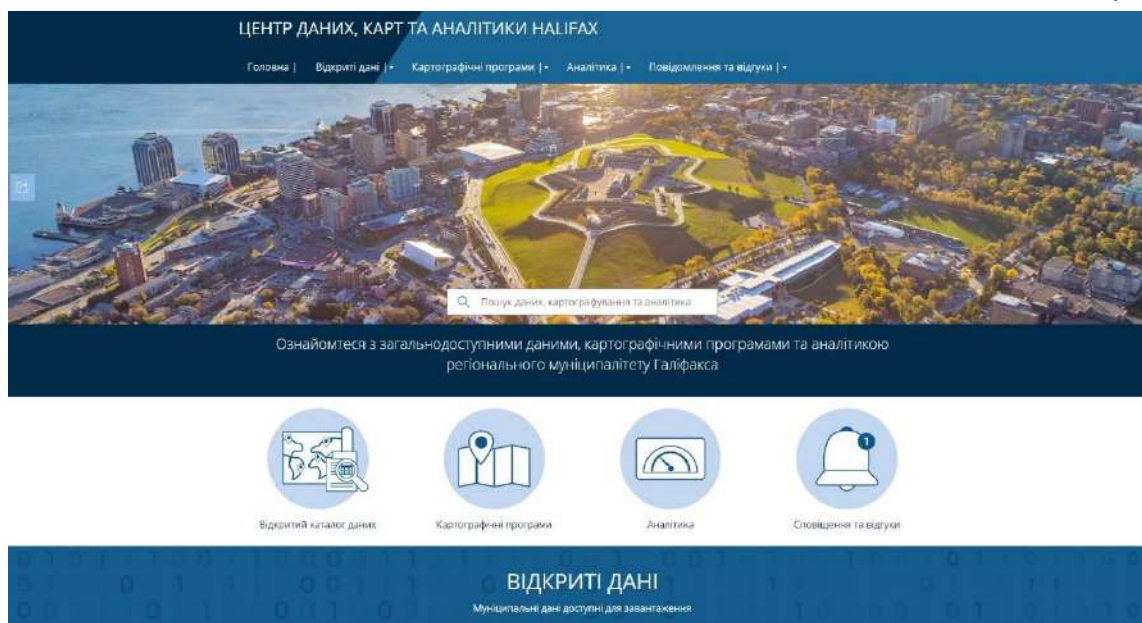 ЦЕНТР ДАНИХ, КАРТ ТА АНАЛІТИКИ HALIFAX
Головна | Відкриті дані | Картографічні програми | Аналітика | Повідомлення та відгуки |
Пошук даних, картографування та аналітика
Ознайомтеся з загальнодоступними даними, картографічними програмами та аналітикою
регіонального муніципалітету Галіфакса
1
Відкритий каталог даних Картографічні програми Аналітика Сповіщення та відгуки
ВІДКРИТІ ДАНІ
Муніципальні дані доступні для завантаження